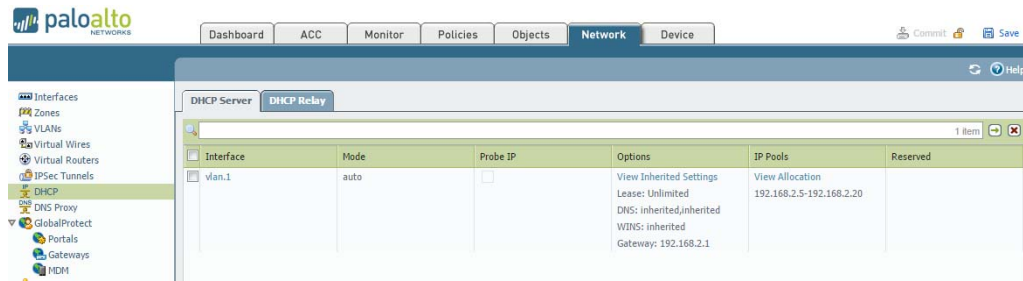 paloalto
NETWORKS
Dashboard ACC Monitor Policies Objects Network Device Commit Save
Help
Interfaces
Zones
VLANs
Virtual Wires
Virtual Routers
IPSec Tunnels
DHCP
DNS Proxy
GlobalProtect
Portals
Gateways
MDM
DHCP Server DHCP Relay
1 item
Interface Mode Probe IP Options IP Pools Reserved
vlan.1 auto View Inherited Settings View Allocation
Lease: Unlimited 192.168.2.5-192.168.2.20
DNS: inherited,inherited
WINS: inherited
Gateway: 192.168.2.1